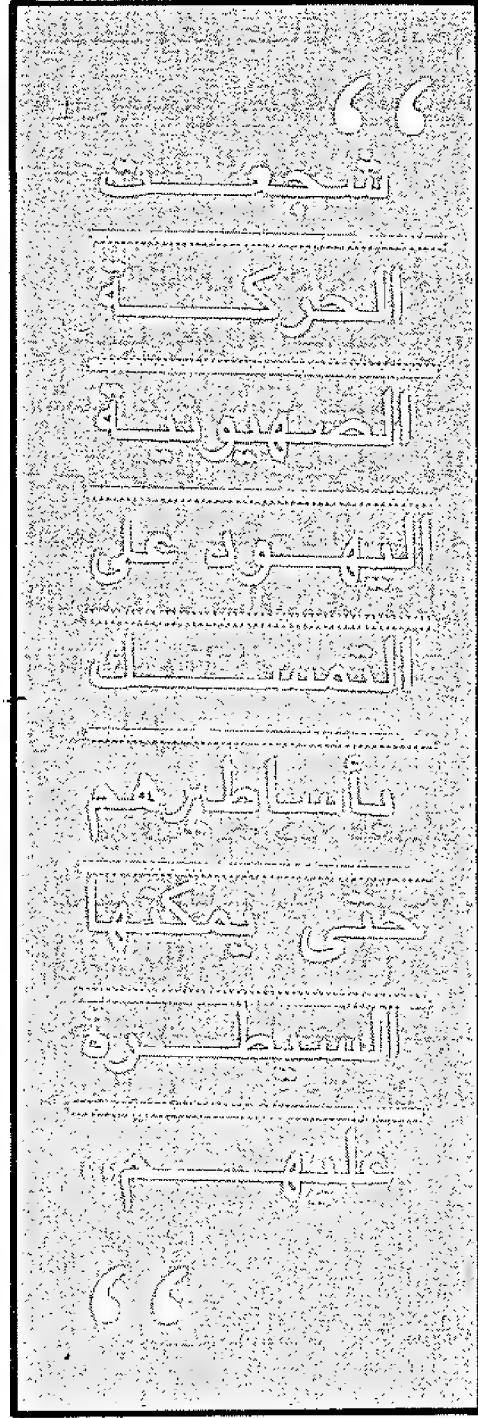 “
شجعت
الحركة
الصهيونية
اليهود على
التمسك
بأساطيرهم
حتى يمكنها
السيطرة
عليهم
“